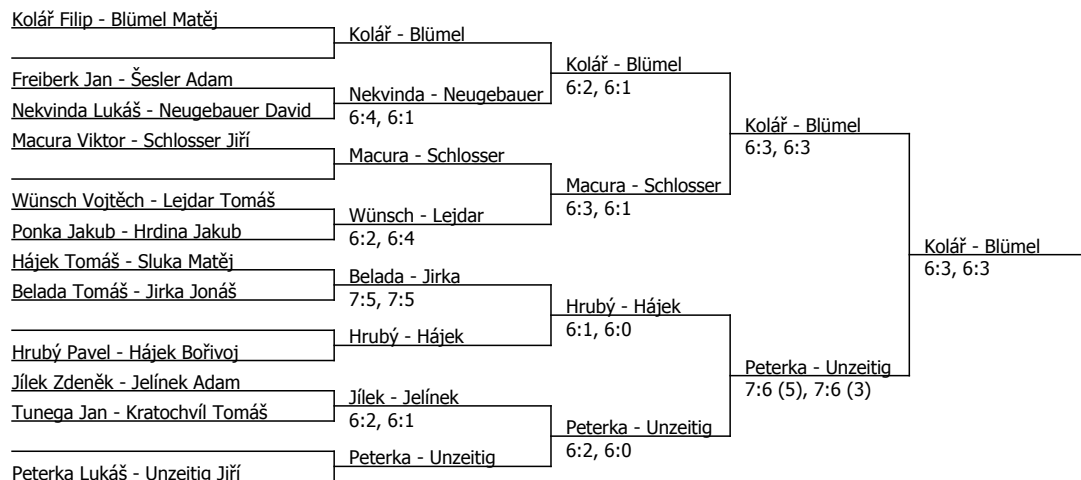 Kolář Filip - Blümel Matěj
Freiberk Jan - Šesler Adam
Nekvinda Lukáš - Neugebauer David
Macura Viktor - Schlosser Jiří
Wünsch Vojtěch - Lejdar Tomáš
Ponka Jakub - Hrdina Jakub
Hájek Tomáš - Sluka Matěj
Belada Tomáš - Jirka Jonáš
Hrubý Pavel - Hájek Bořivoj
Jílek Zdeněk - Jelínek Adam
Tunega Jan - Kratochvíl Tomáš
Peterka Lukáš - Unzeitig Jiří
Kolář - Blümel
Nekvinda - Neugebauer
6:4, 6:1
Macura - Schlosser
Wünsch - Lejdar
6:2, 6:4
Belada - Jirka
7:5, 7:5
Hrubý - Hájek
Jílek - Jelínek
6:2, 6:1
Peterka - Unzeitig
Kolář - Blümel
6:2, 6:1
Macura - Schlosser
6:3, 6:1
Hrubý - Hájek
6:1, 6:0
Peterka - Unzeitig
6:2, 6:0
Kolář - Blümel
6:3, 6:3
Peterka - Unzeitig
7:6 (5), 7:6 (3)
Kolář - Blümel
6:3, 6:3